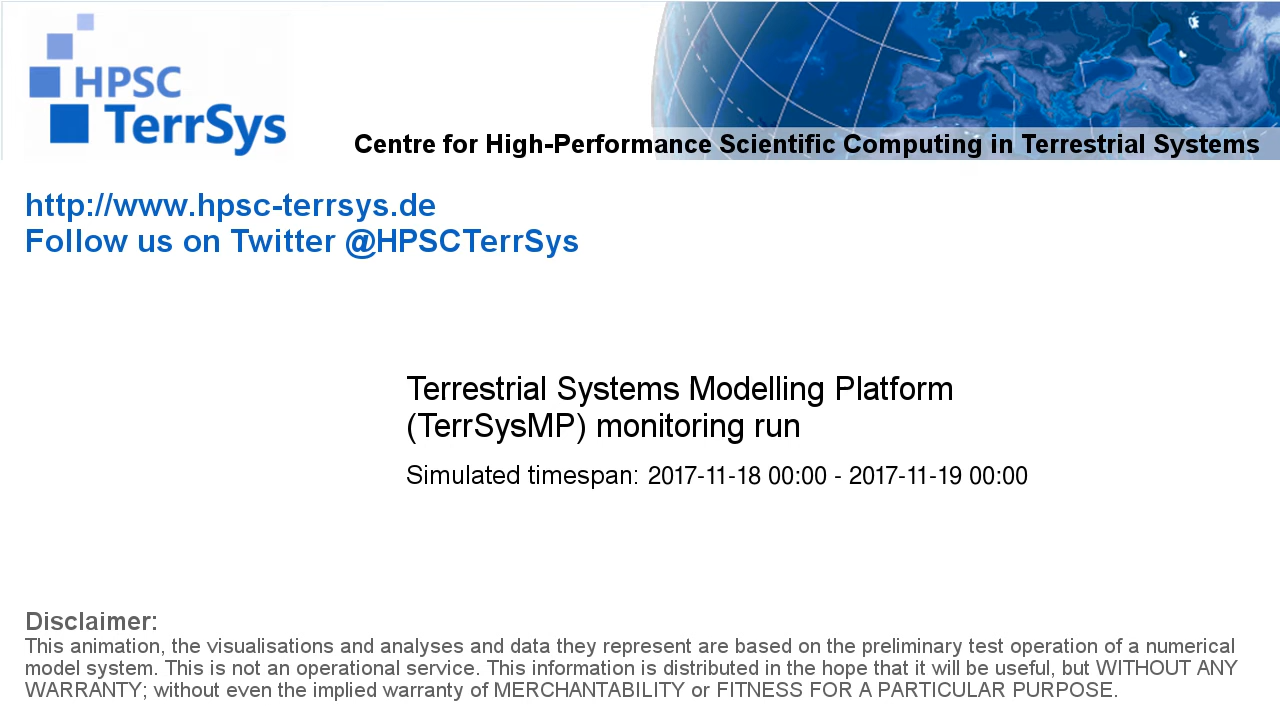 HPSC
TerrSys
Centre for High-Performance Scientific Computing in Terrestrial Systems
http://www.hpsc-terrsys.de
Follow us on Twitter @HPSCTerrSys
Terrestrial Systems Modelling Platform
(TerrSysMP) monitoring run
Simulated timespan: 2017-11-18 00:00 - 2017-11-19 00:00
Disclaimer:
This animation, the visualisations and analyses and data they represent are based on the preliminary test operation of a numerical
model system. This is not an operational service. This information is distributed in the hope that it will be useful, but WITHOUT ANY
WARRANTY; without even the implied warranty of MERCHANTABILITY or FITNESS FOR A PARTICULAR PURPOSE.